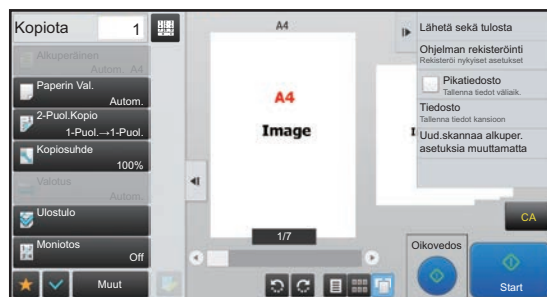 Kopiota
1
Alkuperäinen
Autom. A4
Paperin Val.
Autom.
2-Puol.Kopio
1-Puol.→1-Puol.
Kopiosuhde
100%
Valotus
Autom.
Ulostulo
Moniotos
Off
Muut
A4
A4
Image
I
1/7
Lähetä sekä tulosta
Ohjelman rekisteröinti
Rekisteröi nykyiset asetukset
Pikatiedosto
Tallenna tiedot väliaik.
Tiedosto
Tallenna tiedot kansioon
Uud.skannaa alkuper.
asetuksia muuttamatta
CA
Oikovedos
Start